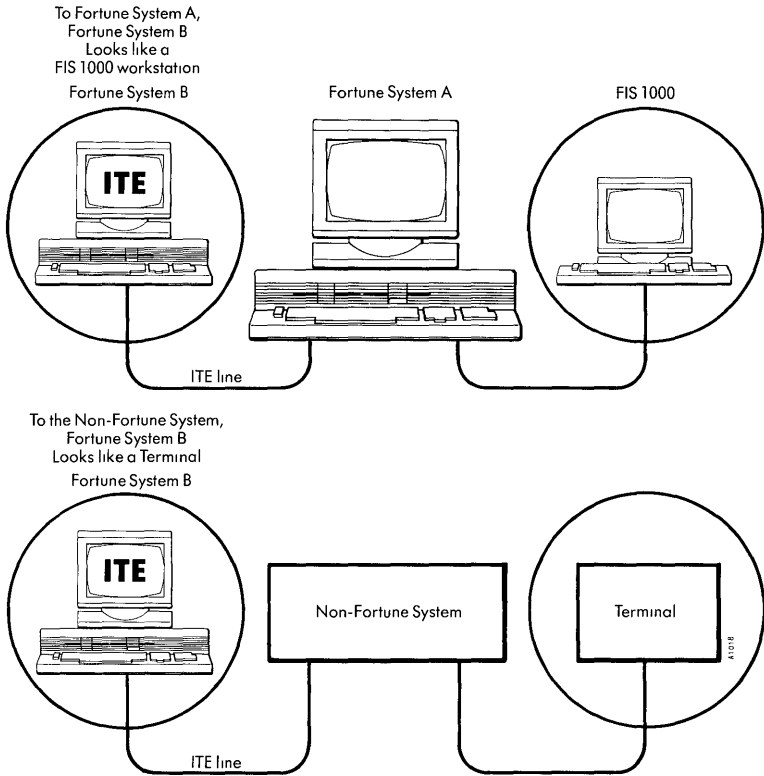 To Fortune System A,
Fortune System B
Looks like a
FIS 1000 workstation
Fortune System B
Fortune System A
FIS 1000
ITE
ITE line
To the Non-Fortune System,
Fortune System B
Looks like a Terminal
Fortune System B
ITE
Non-Fortune System
Terminal
A1018
ITE line